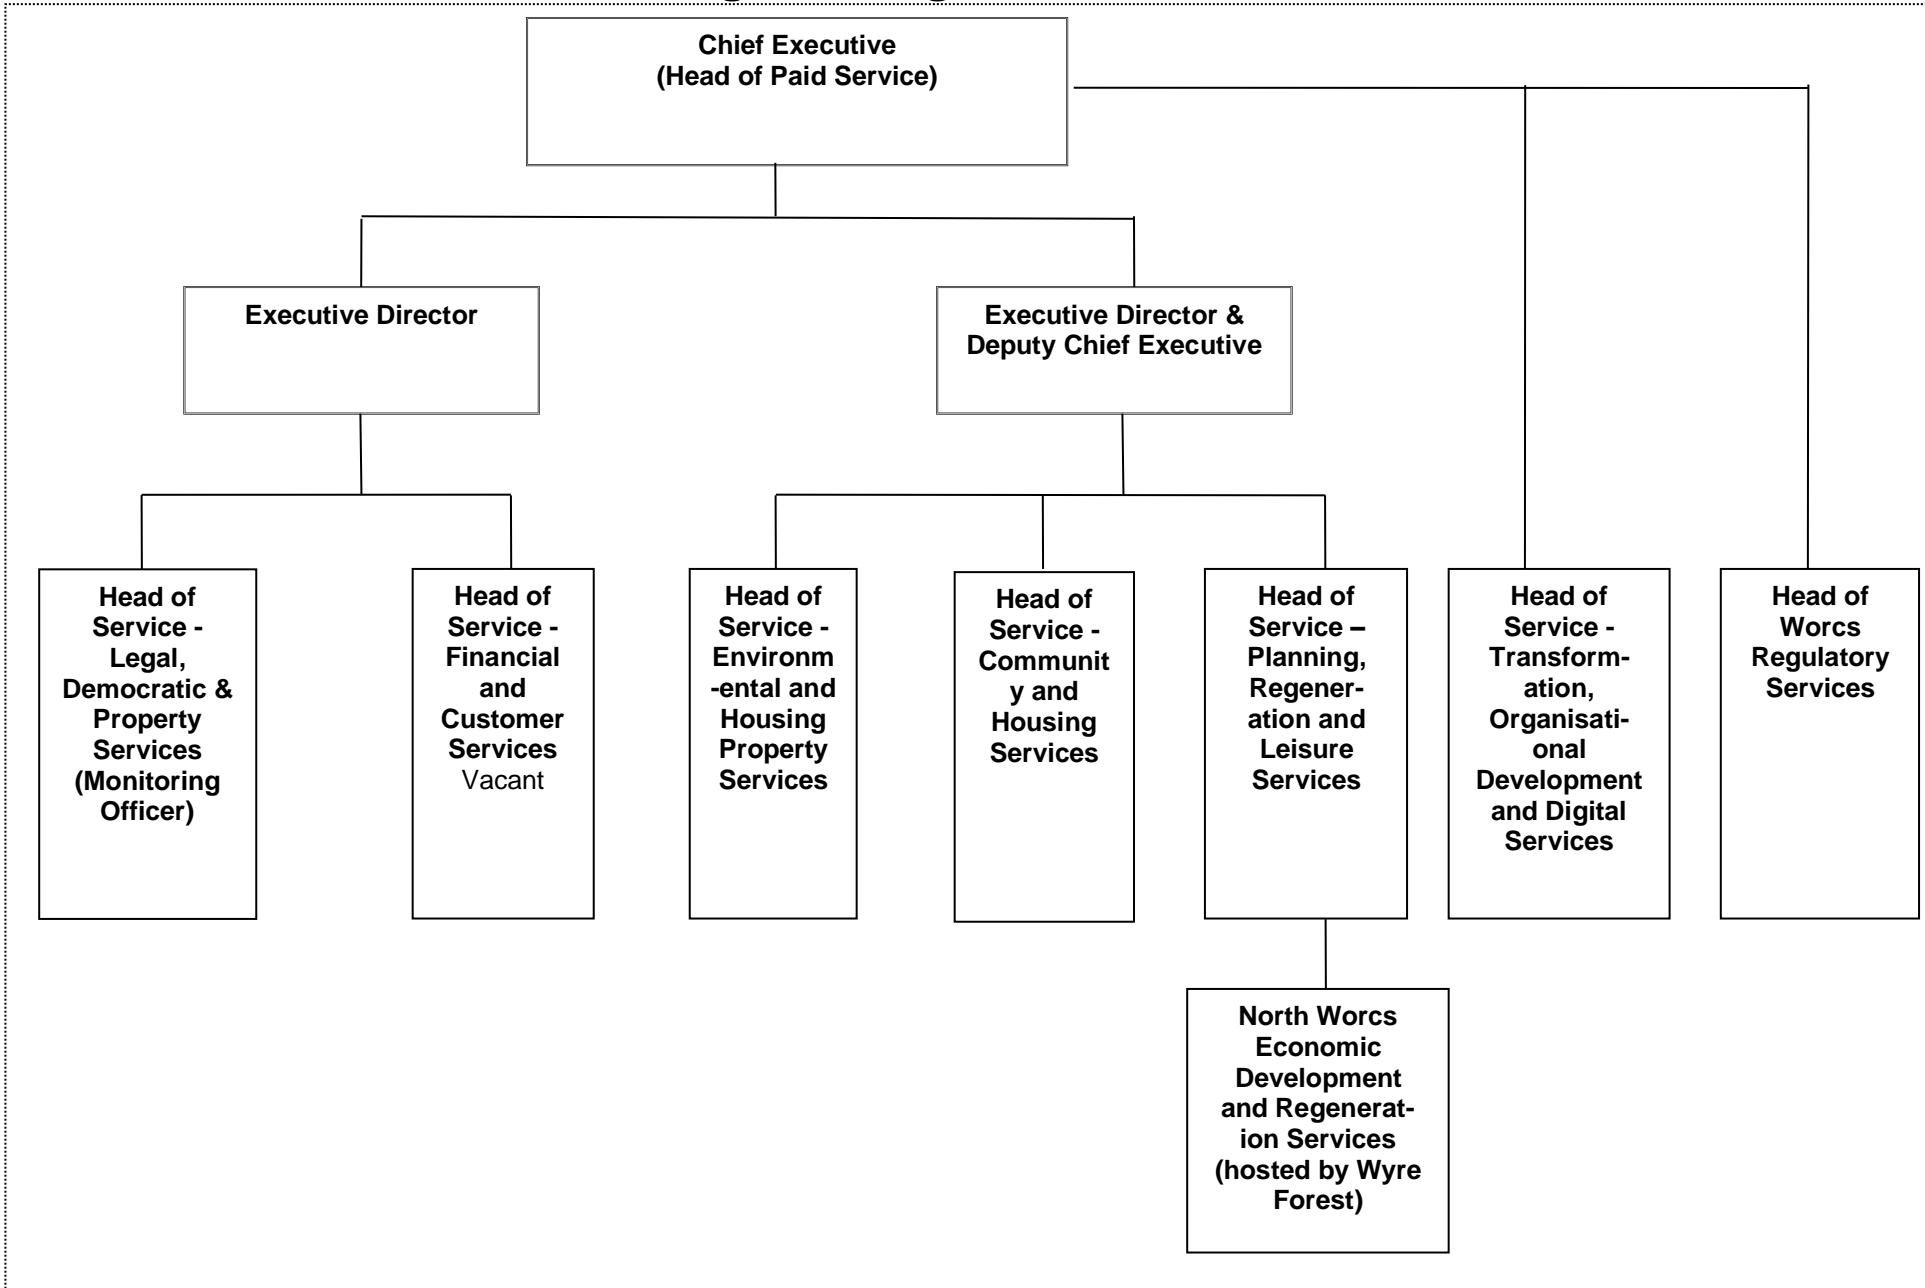 Chief Executive
(Head of Paid Service)
Executive Director
Executive Director &
Deputy Chief Executive
Head of
Service -
Legal,
Democratic &
Property
Services
(Monitoring
Officer)
Head of
Service -
Financial
and
Customer
Services
Vacant
Head of
Service -
Environm
-ental and
Housing
Property
Services
Head of
Service -
Communit
y and
Housing
Services
Head of
Service –
Planning,
Regener-
ation and
Leisure
Services
Head of
Service -
Transform-
ation,
Organisati-
onal
Development
and Digital
Services
Head of
Worcs
Regulatory
Services
North Worcs
Economic
Development
and Regenerat-
ion Services
(hosted by Wyre
Forest)